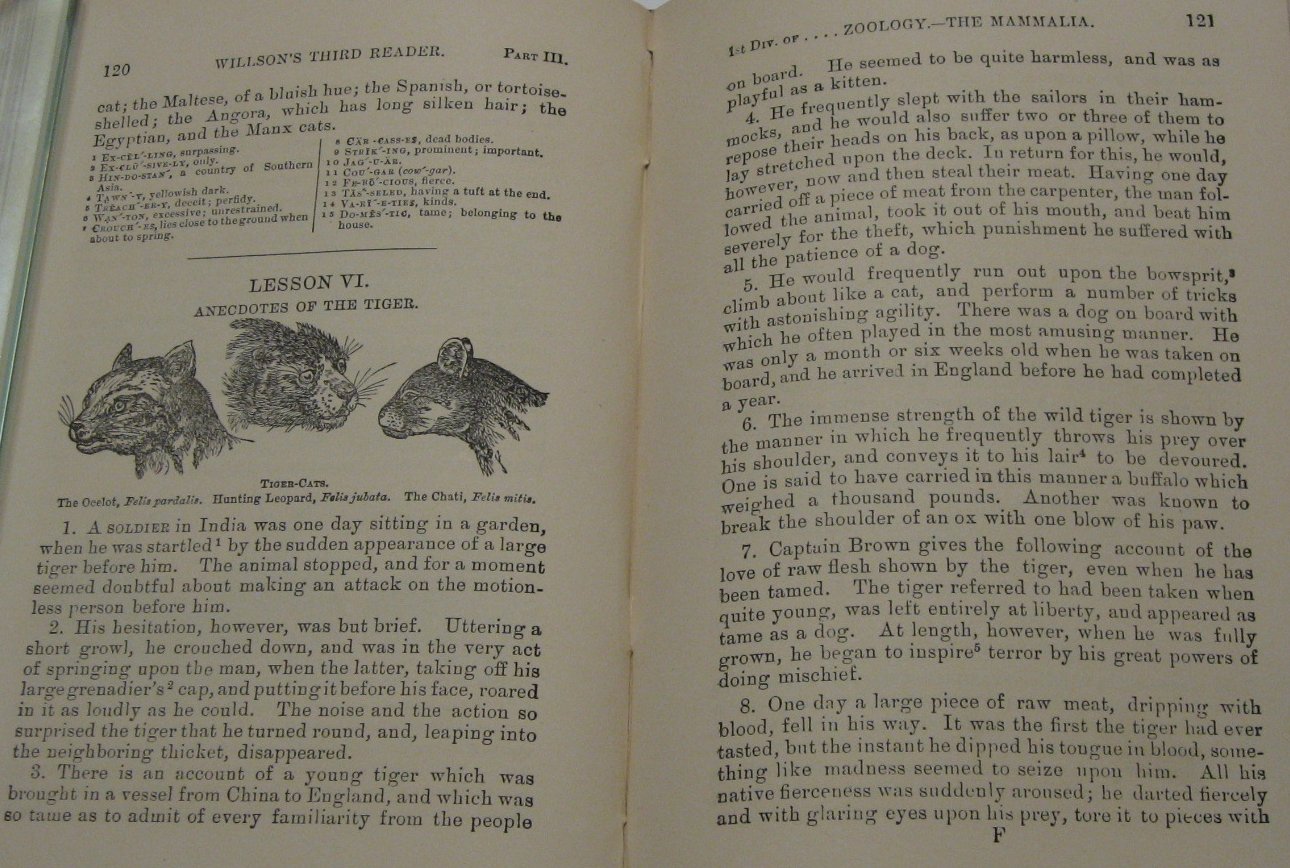 120 WILLSON'S THIRD READER. PART III.
cat; the Maltese, of a bluish hue; the Spanish, or tortoise-
shelled; the Angora, which has long silken hair; the
Egyptian, and the Manx cats.
1 EX-CĔL´-LING, surpassing.
2 EX-CLŪ´-SIVE-LY, only.
3 HIN-DO-STAN´, a country of Southern
Asia.
4 TAWN´-Y, yellowish dark.
5 TREACH´-ER-Y, deceit; perfidy.
6 WAN´-TON, excessive; unrestrained.
7 CROUCH´-ES, lies close to the ground when
about to spring.
8 CÄR´-CASS-ES, dead bodies.
9 STRIK´-ING, prominent; important.
10 JAG´-U-ÄR.
11 COU´-GAR (cow´-gar).
12 FE-RŌ´-CIOUS, fierce.
13 TAS´-SELED, having a tuft at the end.
14 VA-RĪ´-E-TIES, kinds.
15 DO-MĔS´-TIC, tame; belonging to the
house.
LESSON VI.
ANECDOTES OF THE TIGER.
TIGER-CATS.
The Ocelot, Felis pardalis. Hunting Leopard, Felis jubata. The Chati, Felis mitis.
1. A SOLDIER in India was one day sitting in a garden,
when he was startled1 by the sudden appearance of a large
tiger before him. The animal stopped, and for a moment
seemed doubtful about making an attack on the motion-
less person before him.
2. His hesitation, however, was but brief. Uttering a
short growl, he crouched down, and was in the very act
of springing upon the man, when the latter, taking off his
large grenadier's2 cap, and putting it before his face, roared
in it as loudly as he could. The noise and the action so
surprised the tiger that he turned round, and, leaping into
the neighboring thicket, disappeared.
3. There is an account of a young tiger which was
brought in a vessel from China to England, and which was
so tame as to admit of every familiarity from the people
1st DIV. OF .... ZOOLOGY.—THE MAMMALIA. 121
on board. He seemed to be quite harmless, and was as
playful as a kitten.
4. He frequently slept with the sailors in their ham-
mocks, and he would also suffer two or three of them to
repose their heads on his back, as upon a pillow, while he
lay stretched upon the deck. In return for this, he would,
however, now and then steal their meat. Having one day
carried off a piece of meat from the carpenter, the man fol-
lowed the animal, took it out of his mouth, and beat him
severely for the theft, which punishment he suffered with
all the patience of a dog.
5. He would frequently run out upon the bowsprit,3
climb about like a cat, and perform a number of tricks
with astonishing agility. There was a dog on board with
which he often played in the most amusing manner. He
was only a month or six weeks old when he was taken on
board, and he arrived in England before he had completed
a year.
6. The immense strength of the wild tiger is shown by
the manner in which he frequently throws his prey over
his shoulder, and conveys it to his lair4 to be devoured.
One is said to have carried in this manner a buffalo which
weighed a thousand pounds. Another was known to
break the shoulder of an ox with one blow of his paw.
7. Captain Brown gives the following account of the
love of raw flesh shown by the tiger, even when he has
been tamed. The tiger referred to had been taken when
quite young, was left entirely at liberty, and appeared as
tame as a dog. At length, however, when he was fully
grown, he began to inspire5 terror by his great powers of
doing mischief.
8. One day a large piece of raw meat, dripping with
blood, fell in his way. It was the first the tiger had ever
tasted, but the instant he dipped his tongue in blood, some-
thing like madness seemed to seize upon him. All his
native fierceness was suddenly aroused; he darted fiercely
and with glaring eyes upon his prey, tore it to pieces with
F